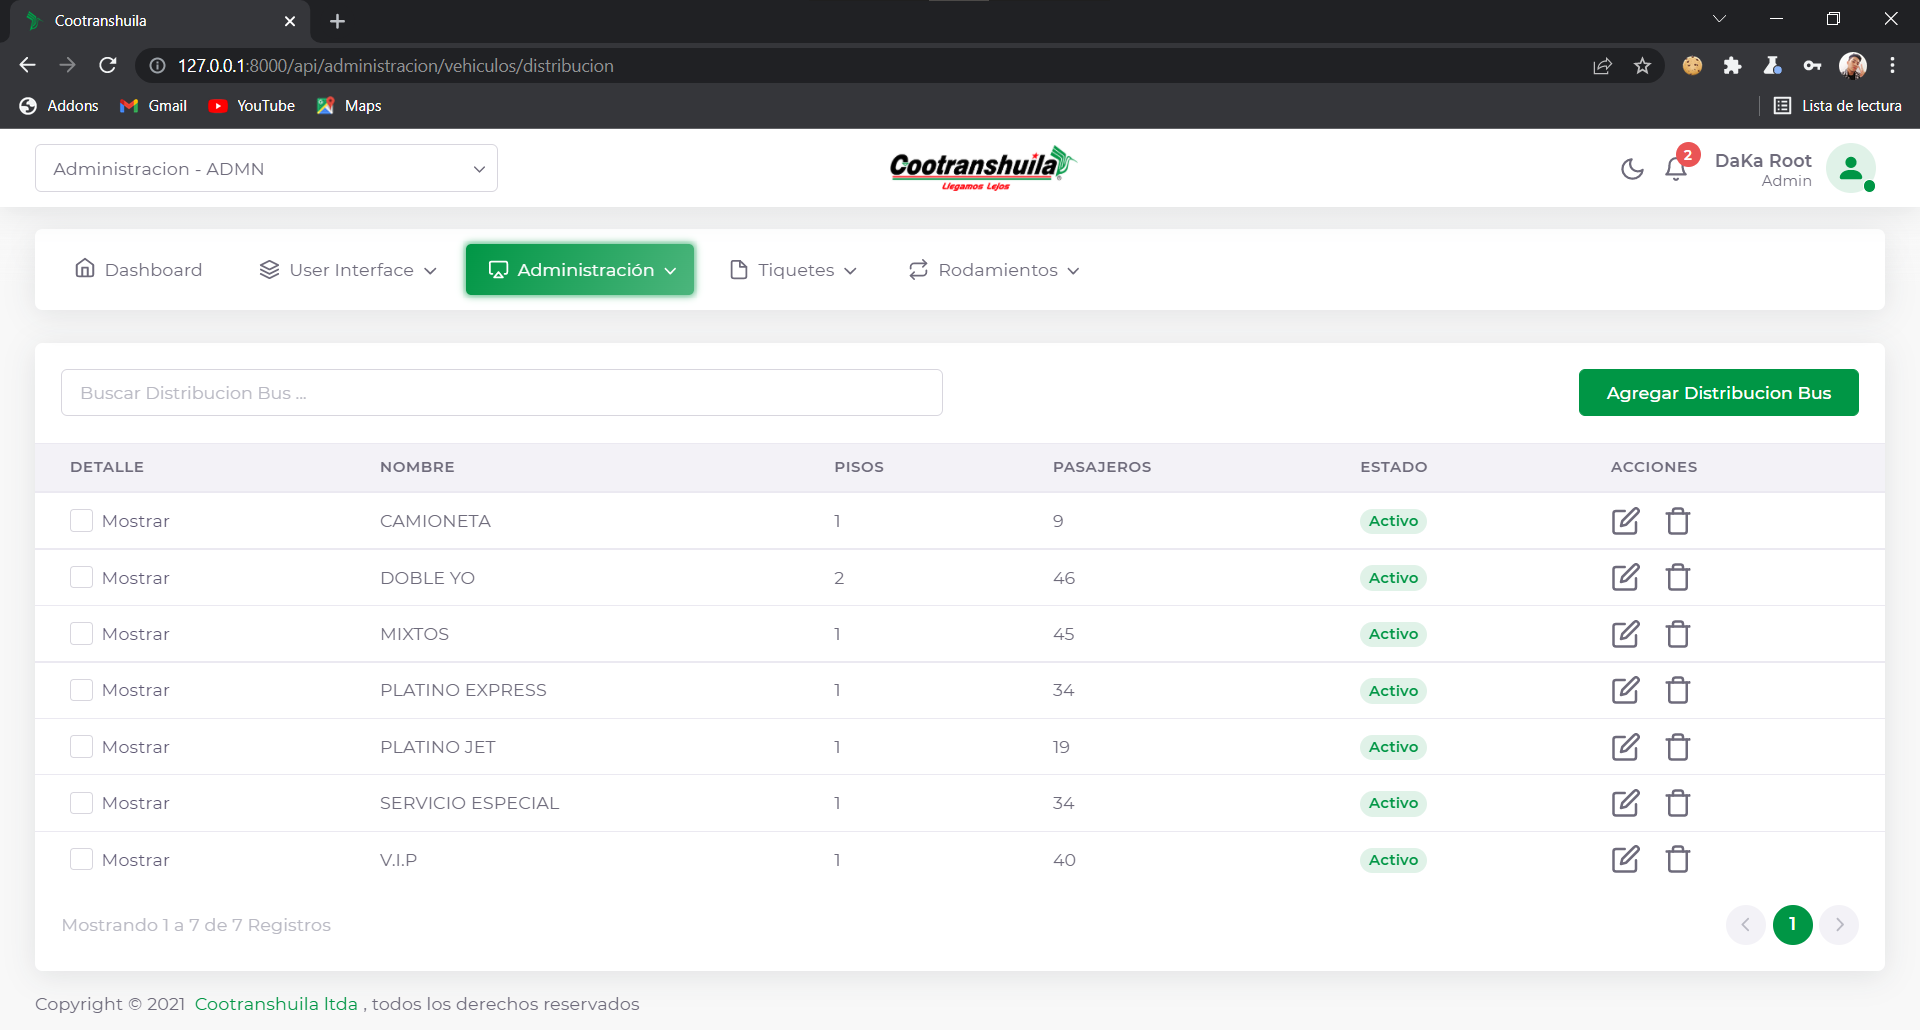 Cootranshuila
127.0.0.1:8000/api/administracion/vehiculos/distribucion
Addons Gmail YouTube Maps Lista de lectura
Administracion - ADMN
Cootranshuila
Llegamos Lejos
2
DaKa Root
Admin
Dashboard User Interface Administración Tiquetes Rodamientos
Buscar Distribucion Bus ...
Agregar Distribucion Bus
DETALLE NOMBRE PISOS PASAJEROS ESTADO ACCIONES
Mostrar CAMIONETA 1 9 Activo
Mostrar DOBLE YO 2 46 Activo
Mostrar MIXTOS 1 45 Activo
Mostrar PLATINO EXPRESS 1 34 Activo
Mostrar PLATINO JET 1 19 Activo
Mostrar SERVICIO ESPECIAL 1 34 Activo
Mostrar V.I.P 1 40 Activo
Mostrando 1 a 7 de 7 Registros
1
Copyright © 2021 Cootranshuila ltda , todos los derechos reservados